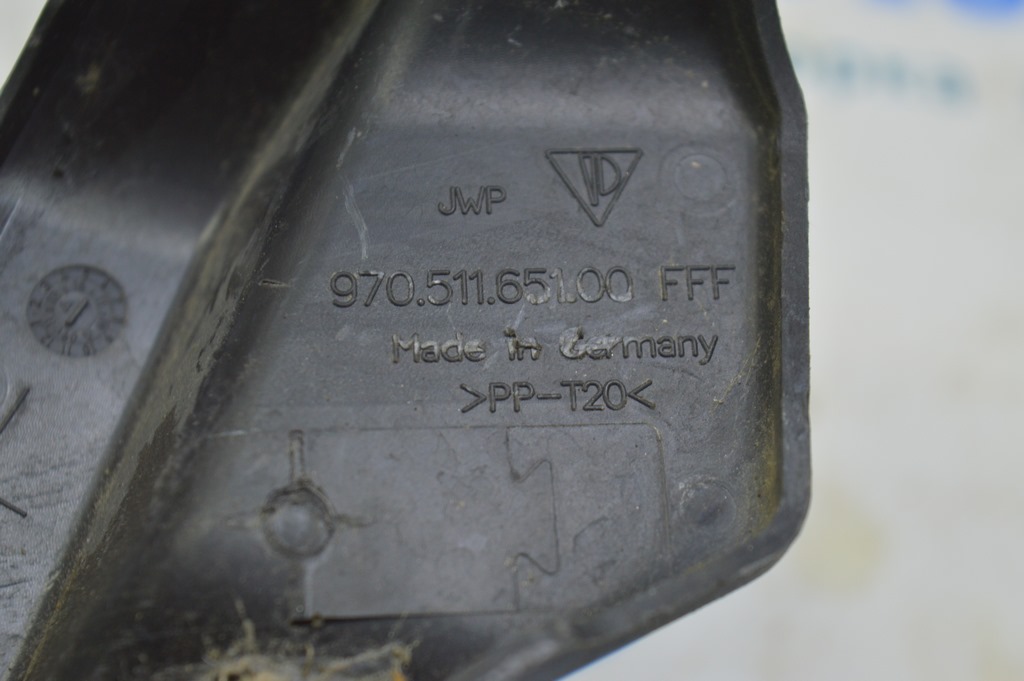 JWP
970.511.651.00 FFF
Made in Germany
>PP-T20<